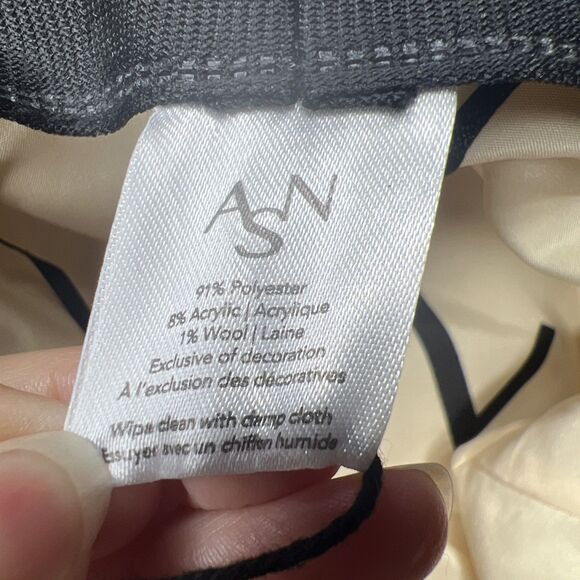 ASN
91% Polyester
8% Acrylic | Acrylique
1% Wool | Laine
Exclusive of decoration
À l'exclusion des décoratives
Wipe clean with damp cloth
Essuyer avec un chiffon humide